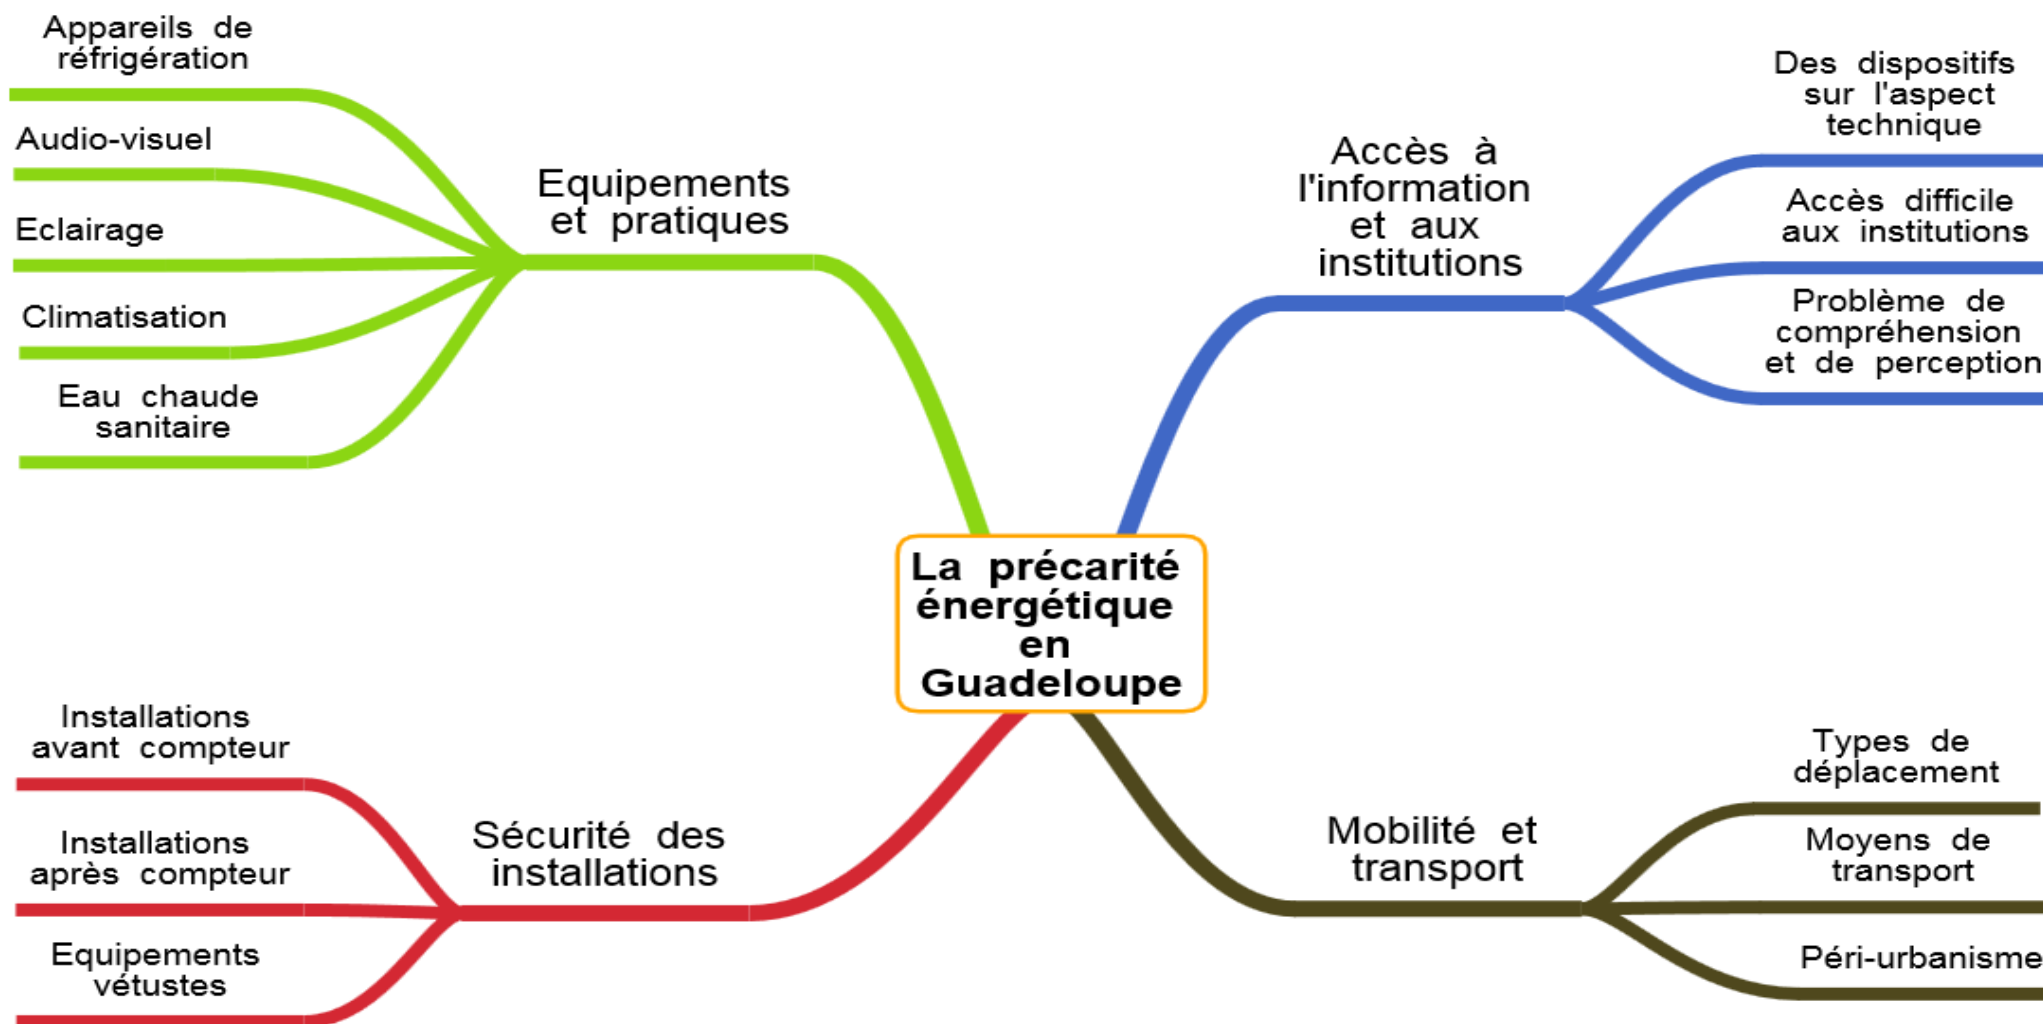 Appareils de
réfrigération
Audio-visuel
Eclairage
Climatisation
Eau chaude
sanitaire
Equipements
et pratiques
Accès à
l'information
et aux
institutions
Des dispositifs
sur l'aspect
technique
Accès difficile
aux institutions
Problème de
compréhension
et de perception
La précarité
énergétique
en
Guadeloupe
Installations
avant compteur
Installations
après compteur
Equipements
vétustes
Sécurité des
installations
Mobilité et
transport
Types de
déplacement
Moyens de
transport
Péri-urbanisme